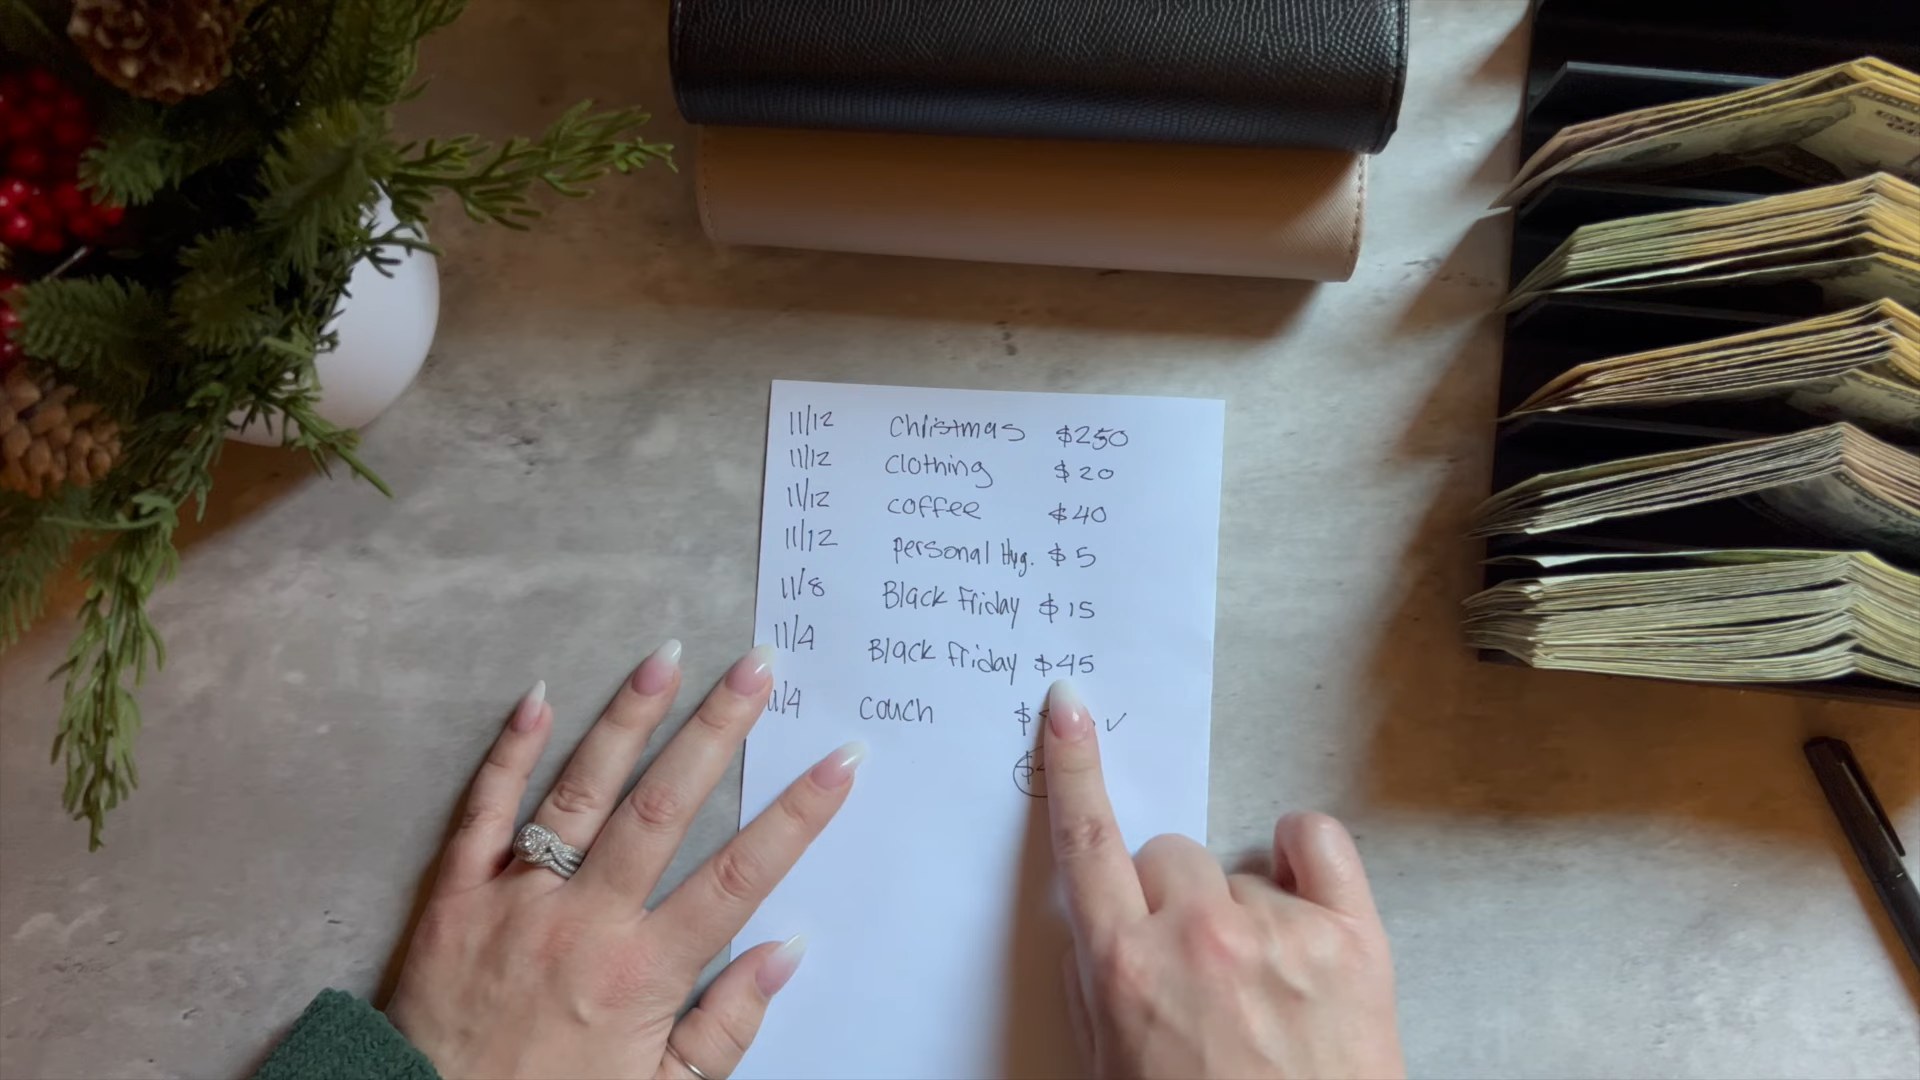 11/12 Christmas $250
11/12 Clothing $20
11/12 coffee $40
11/12 Personal Hyg. $5
11/8 Black Friday $15
11/4 Black Friday $45
11/4 couch $ ✓
$